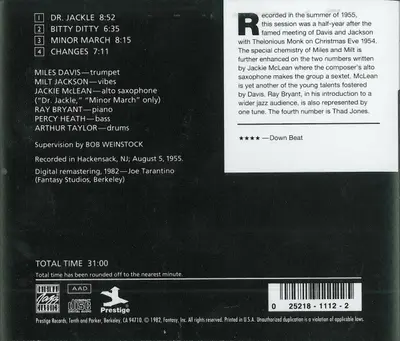 1 DR. JACKLE 8:52
2 BITTY DITTY 6:35
3 MINOR MARCH 8:15
4 CHANGES 7:11
MILES DAVIS—trumpet
MILT JACKSON—vibes
JACKIE McLEAN—alto saxophone
("Dr. Jackle," "Minor March" only)
RAY BRYANT—piano
PERCY HEATH—bass
ARTHUR TAYLOR—drums
Supervision by BOB WEINSTOCK
Recorded in Hackensack, NJ; August 5, 1955.
Digital remastering, 1982—Joe Tarantino
(Fantasy Studios, Berkeley)
Recorded in the summer of 1955,
this session was a half-year after the
famed meeting of Davis and Jackson
with Thelonious Monk on Christmas Eve 1954.
The special chemistry of Miles and Milt is
further enhanced on the two numbers written
by Jackie McLean where the composer's alto
saxophone makes the group a sextet. McLean
is yet another of the young talents fostered
by Davis. Ray Bryant, in his introduction to a
wider jazz audience, is also represented by
one tune. The fourth number is by Thad Jones.
★★★★ —Down Beat
TOTAL TIME 31:00
Total time has been rounded off to the nearest minute.
AAD
COMPACT
DIGITAL AUDIO
Prestige
0 25218-1112-2
Prestige Records, Tenth and Parker, Berkeley, CA 94710. © 1982, Fantasy, Inc. All rights reserved. Printed in U.S.A. Unauthorized duplication is a violation of applicable laws.